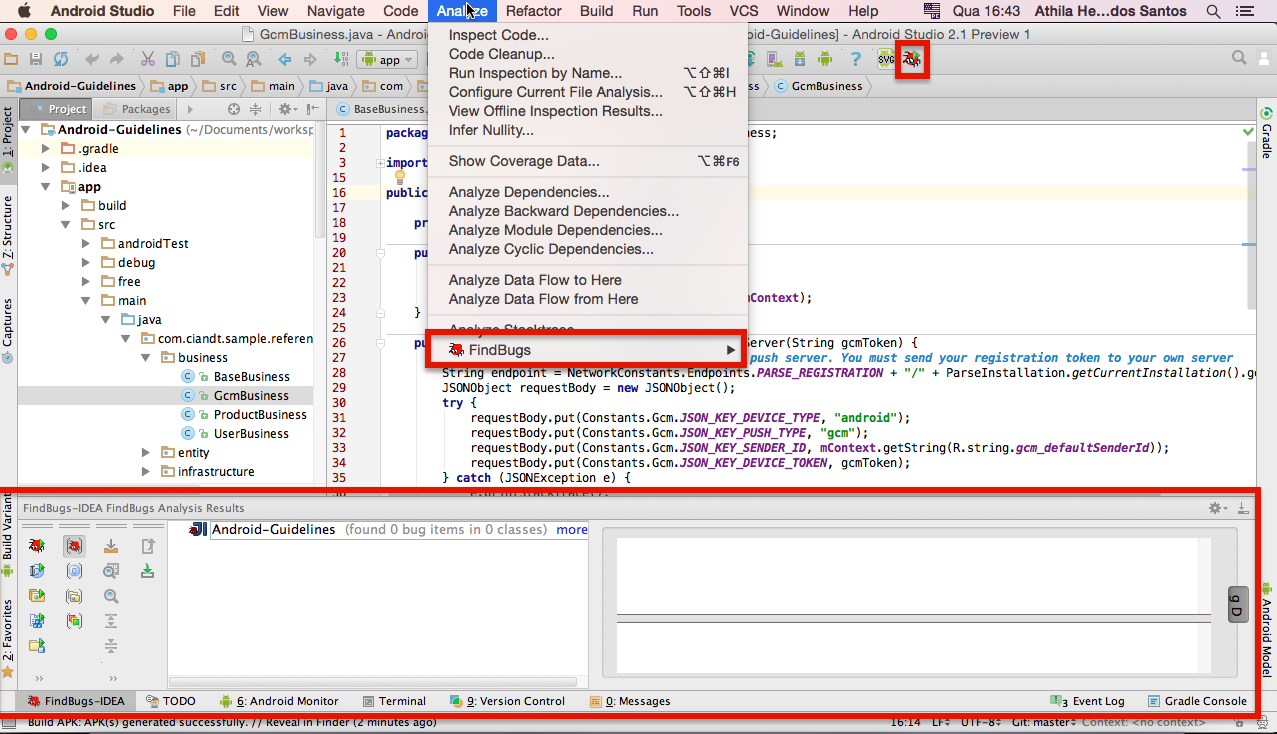 Android Studio File Edit View Navigate Code Analyze Refactor Build Run Tools VCS Window Help Qua 16:43 Athila He...dos Santos
GcmBusiness.java - Andro
id-Guidelines] - Android Studio 2.1 Preview 1
app
SVG
Android-Guidelines app src main java com
ss GcmBusiness
Project Packages
BaseBusiness.
1: Project
Z: Structure
Captures
Build Variant
2: Favorites
Gradle
Android Model
Android-Guidelines (~/Documents/worksp
.gradle
.idea
app
build
src
androidTest
debug
free
main
java
com.ciandt.sample.referen
business
BaseBusiness
GcmBusiness
ProductBusiness
UserBusiness
entity
infrastructure
Inspect Code...
Code Cleanup...
Run Inspection by Name... ⌥⇧⌘I
Configure Current File Analysis... ⌥⇧⌘H
View Offline Inspection Results...
Infer Nullity...
Show Coverage Data... ⌥⌘F6
Analyze Dependencies...
Analyze Backward Dependencies...
Analyze Module Dependencies...
Analyze Cyclic Dependencies...
Analyze Data Flow to Here
Analyze Data Flow from Here
Analyze Stacktrace...
FindBugs
1 packag ness;
2
3 import
15
16 public
17
18 pr
19
20 pu
21
22
23 mContext);
24 }
25
26 pu Server(String gcmToken) {
27 push server. You must send your registration token to your own server
28 String endpoint = NetworkConstants.Endpoints.PARSE_REGISTRATION + "/" + ParseInstallation.getCurrentInstallation().ge
29 JSONObject requestBody = new JSONObject();
30 try {
31 requestBody.put(Constants.Gcm.JSON_KEY_DEVICE_TYPE, "android");
32 requestBody.put(Constants.Gcm.JSON_KEY_PUSH_TYPE, "gcm");
33 requestBody.put(Constants.Gcm.JSON_KEY_SENDER_ID, mContext.getString(R.string.gcm_defaultSenderId));
34 requestBody.put(Constants.Gcm.JSON_KEY_DEVICE_TOKEN, gcmToken);
35 } catch (JSONException e) {
FindBugs-IDEA FindBugs Analysis Results
Android-Guidelines (found 0 bug items in 0 classes) more
g D
FindBugs-IDEA TODO 6: Android Monitor Terminal 9: Version Control 0: Messages 3 Event Log Gradle Console
Build APK: APK(s) generated successfully. // Reveal in Finder (2 minutes ago) 16:14 LF÷ UTF-8÷ Git: master÷ Context: <no context>